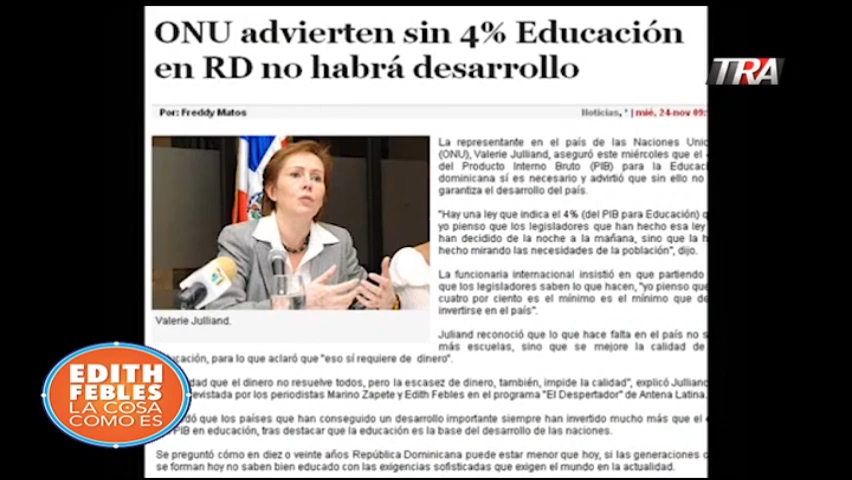 ONU advierten sin 4% Educación
en RD no habrá desarrollo
TRA
Por: Freddy Matos
Noticias, * | mié, 24-nov 09:
La representante en el país de las Naciones Unid
(ONU), Valerie Julliand, aseguró este miércoles que el
del Producto Interno Bruto (PIB) para la Educac
dominicana sí es necesario y advirtió que sin ello no
garantiza el desarrollo del país.
"Hay una ley que indica el 4% (del PIB para Educación) q
yo pienso que los legisladores que han hecho esa ley
han decidido de la noche a la mañana, sino que la h
hecho mirando las necesidades de la población", dijo.
La funcionaria internacional insistió en que partiendo
que los legisladores saben lo que hacen, "yo pienso que
cuatro por ciento es el mínimo es el mínimo que de
invertirse en el país".
Valerie Julliand.
Juliand reconoció que lo que hace falta en el país no s
más escuelas, sino que se mejore la calidad de
ducación, para lo que aclaró que "eso sí requiere de dinero".
dad que el dinero no resuelve todos, pero la escasez de dinero, también, impide la calidad", explicó Jullian
evistada por los periodistas Marino Zapete y Edith Febles en el programa "El Despertador" de Antena Latina.
dó que los países que han conseguido un desarrollo importante siempre han invertido mucho más que el
PIB en educación, tras destacar que la educación es la base del desarrollo de las naciones.
Se preguntó cómo en diez o veinte años República Dominicana puede estar menor que hoy, si las generaciones
se forman hoy no saben bien educado con las exigencias sofisticadas que exigen el mundo en la actualidad.
EDITH
FEBLES
LA COSA
COMO ES